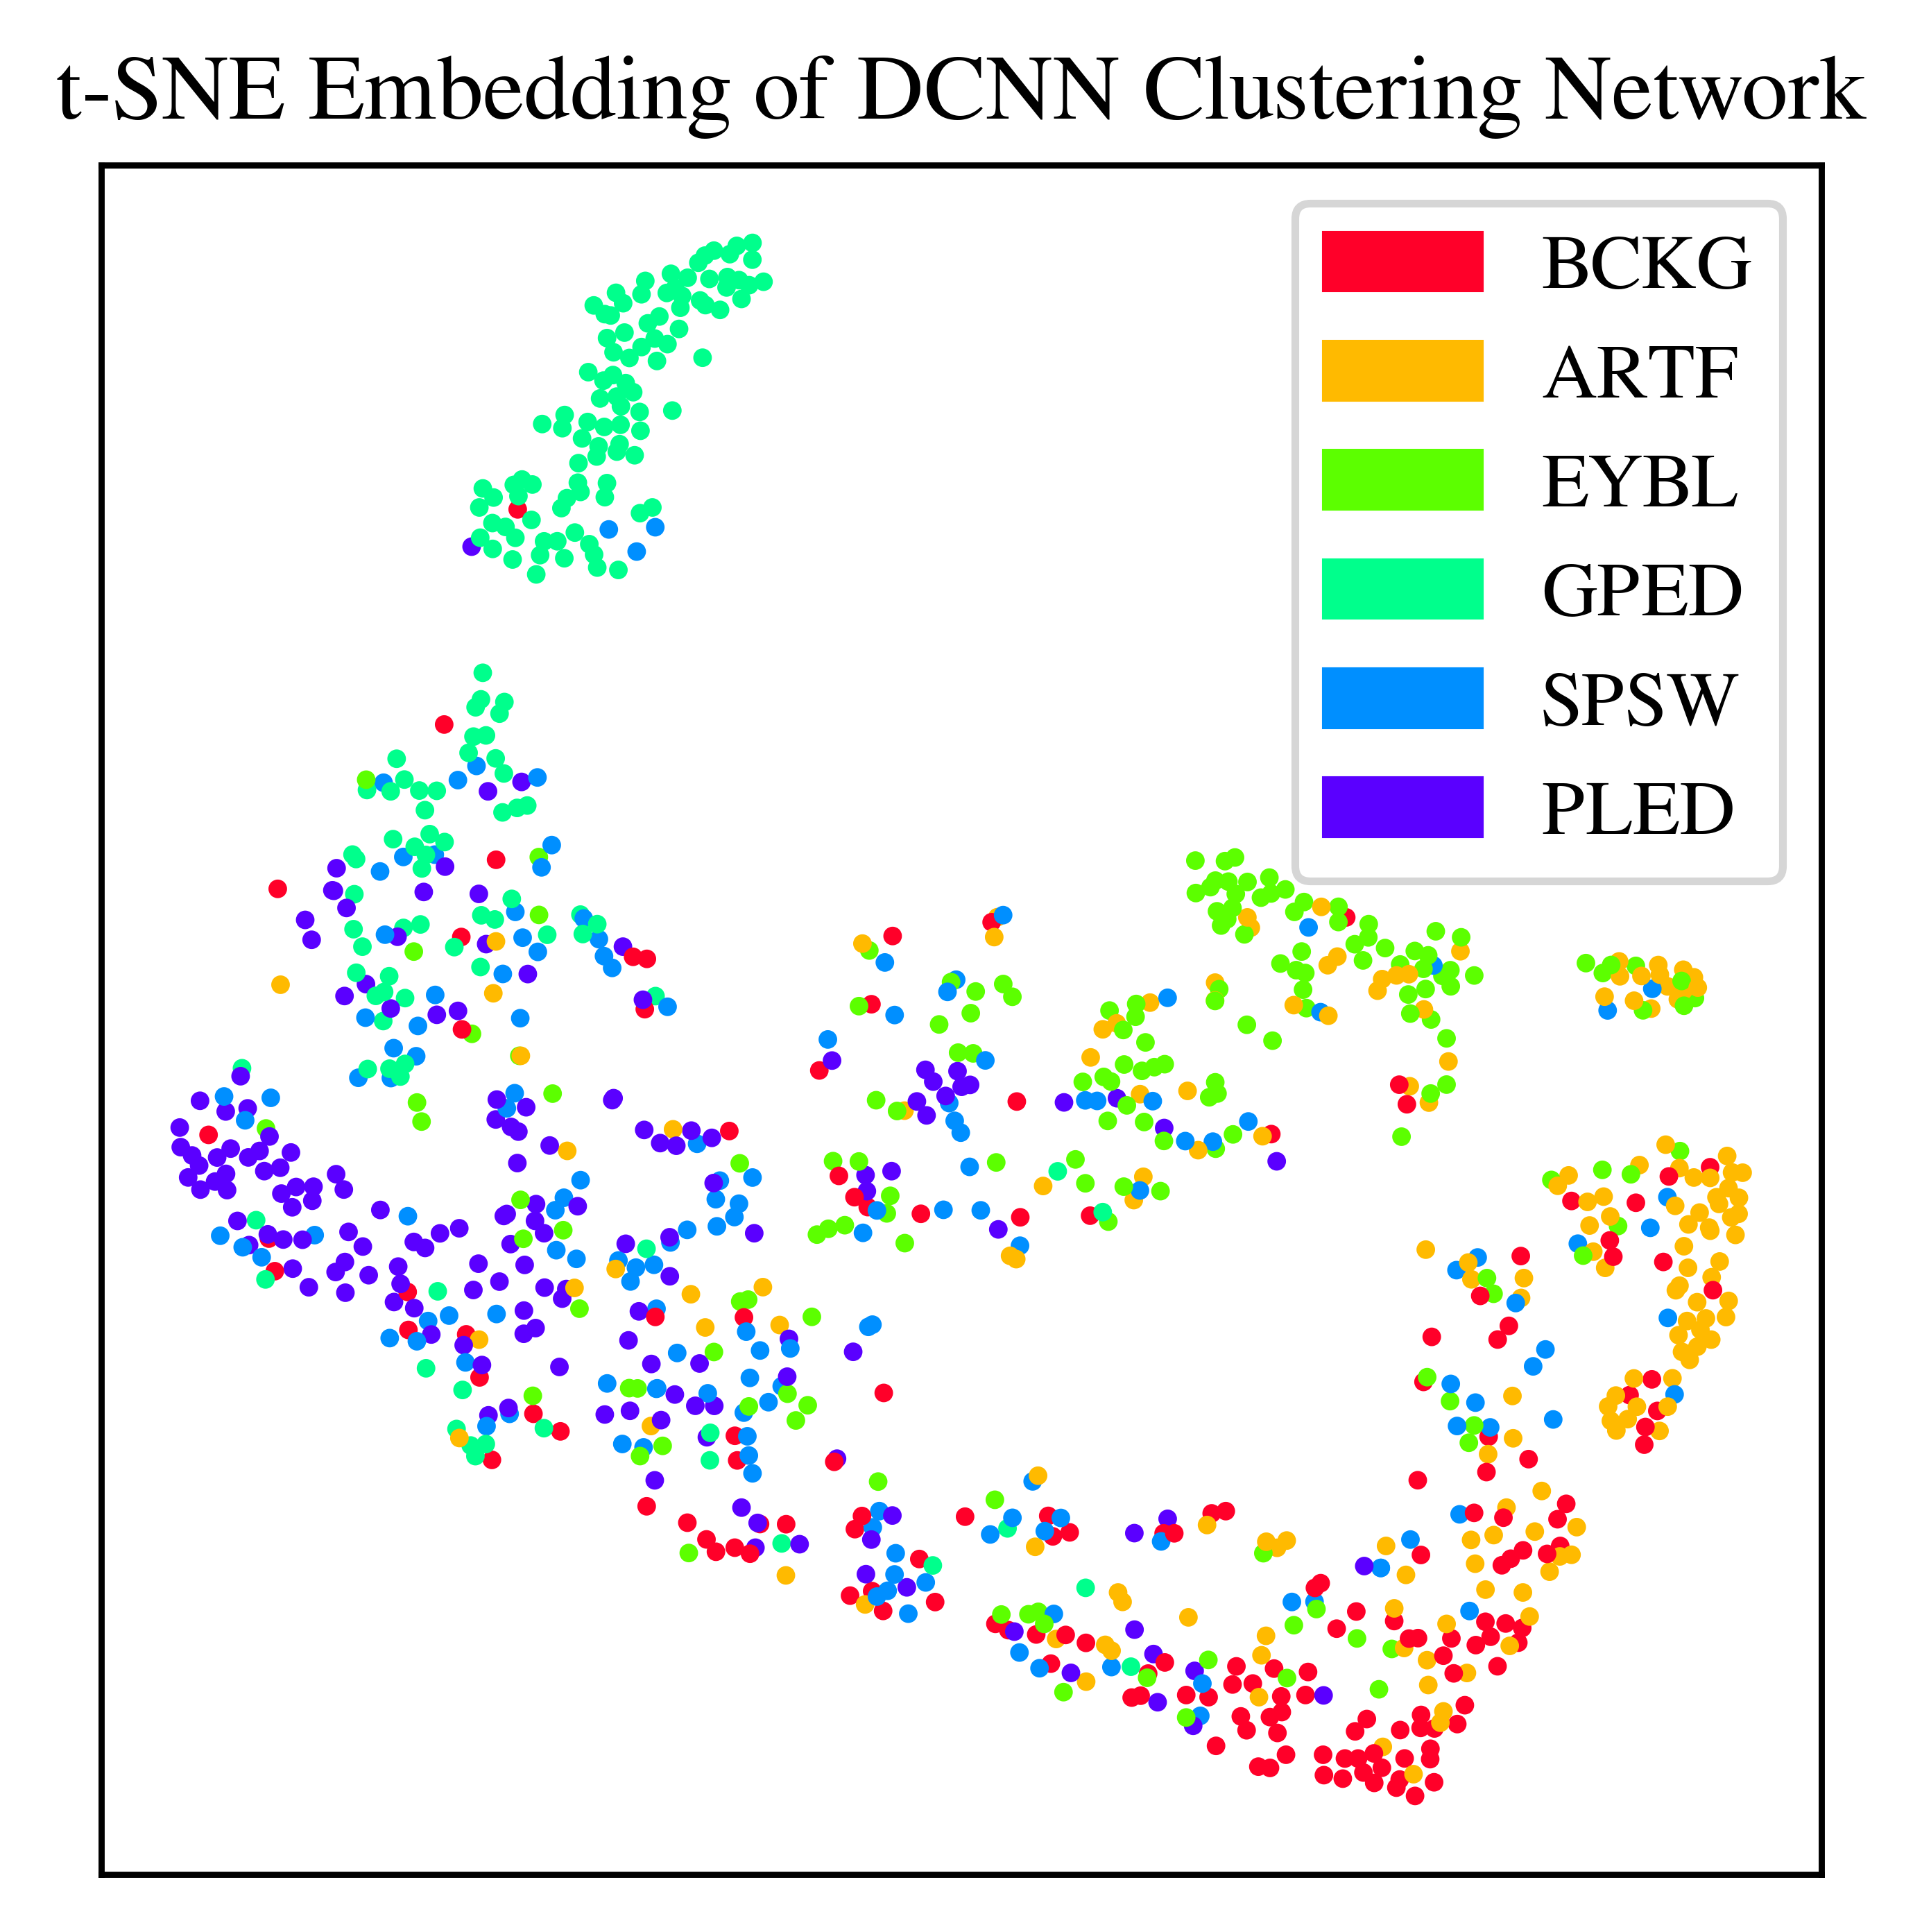 t-SNE Embedding of DCNN Clustering Network
BCKG
ARTF
EYBL
GPED
SPSW
PLED